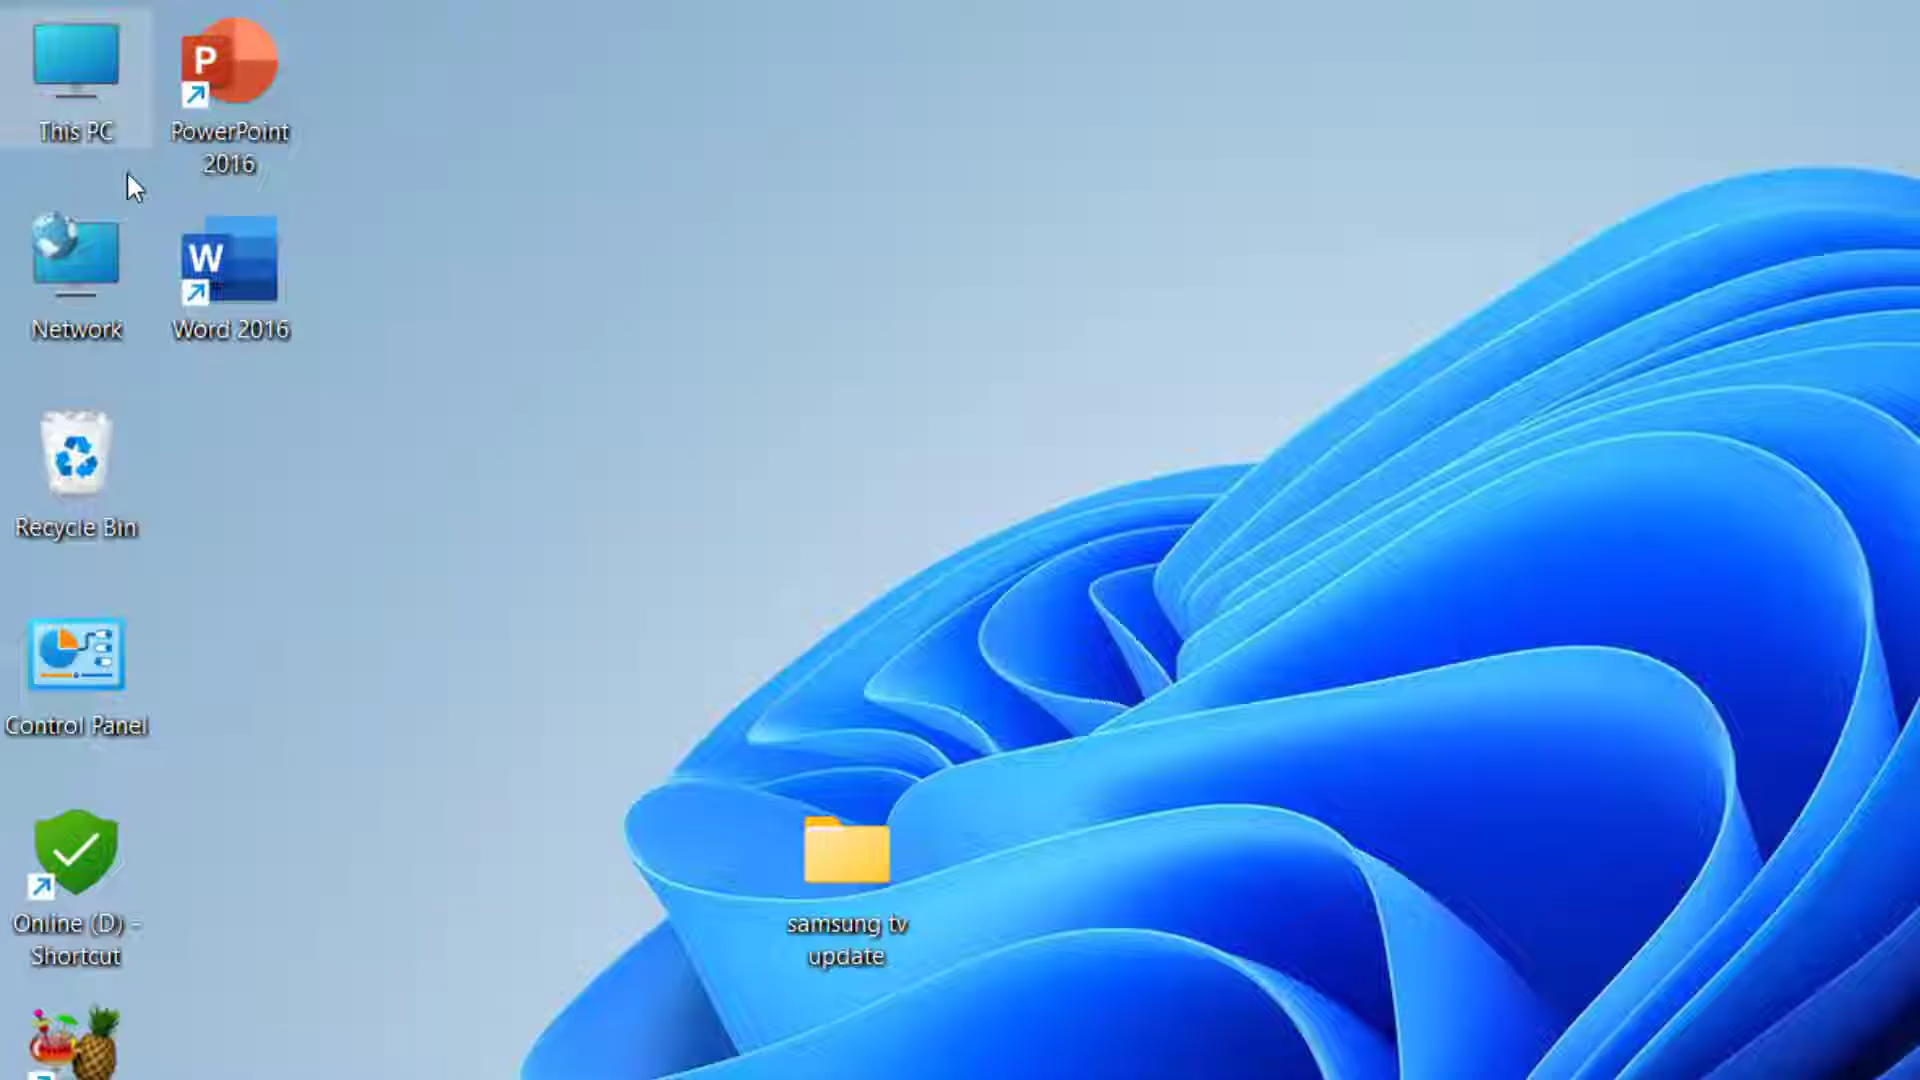 This PC
PowerPoint
2016
P
Network
Word 2016
W
Recycle Bin
Control Panel
Online (D) -
Shortcut
samsung tv
update